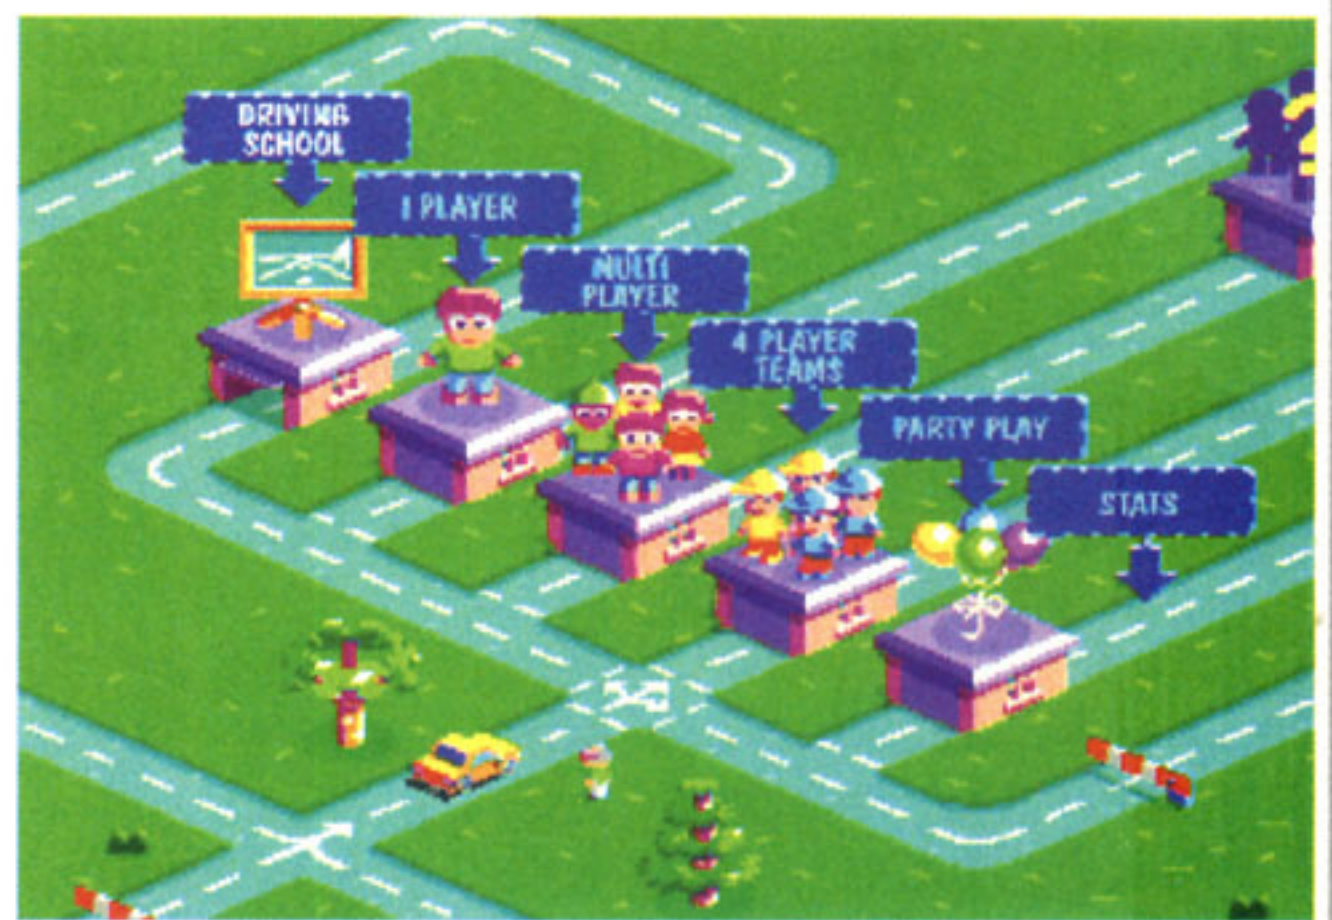 DRIVING
SCHOOL
1 PLAYER
MULTI
PLAYER
4 PLAYER
TEAMS
PARTY PLAY
STATS
?